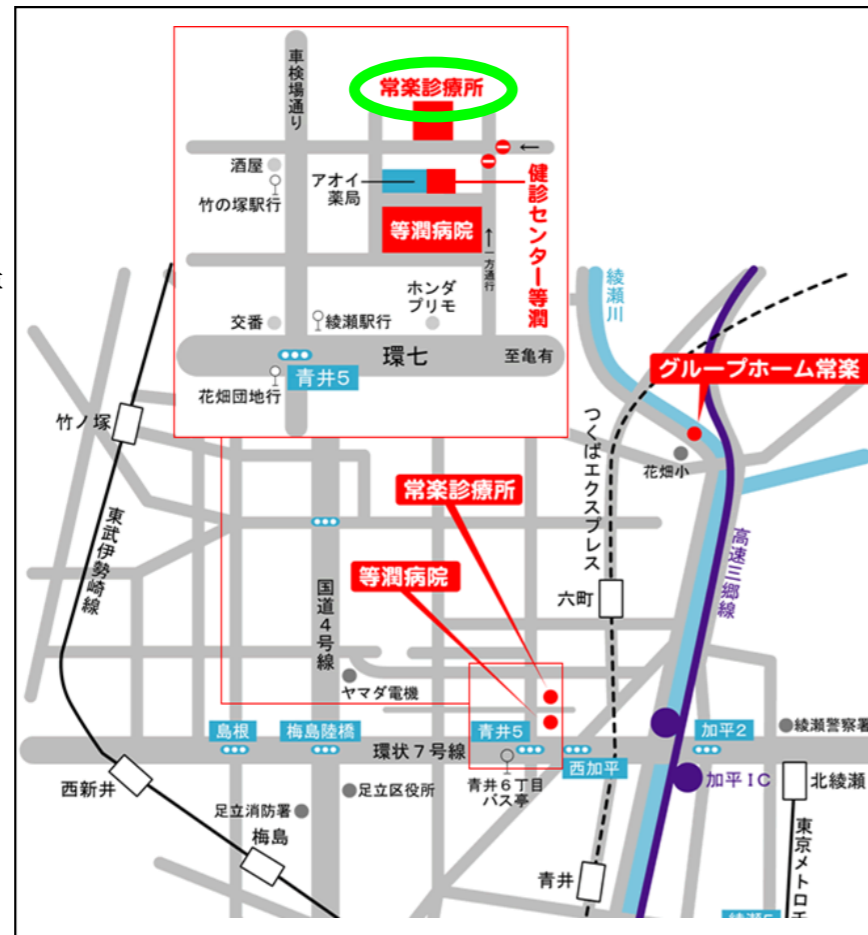 車検場通り
常楽診療所
←
酒屋
竹の塚駅行
アオイ
薬局
健診センター等潤
等潤病院
↑一方通行
ホンダ
プリモ
交番
綾瀬駅行
環七
至亀有
青井5
花畑団地行
綾瀬川
グループホーム常楽
竹ノ塚
つくばエクスプレス
花畑小
常楽診療所
東武伊勢崎線
高速三郷線
等潤病院
国道4号線
六町
ヤマダ電機
島根
梅島陸橋
環状7号線
青井5
西加平
加平2
綾瀬警察署
西新井
足立消防署
足立区役所
青井6丁目
バス亭
加平IC
北綾瀬
梅島
東京メトロ
青井